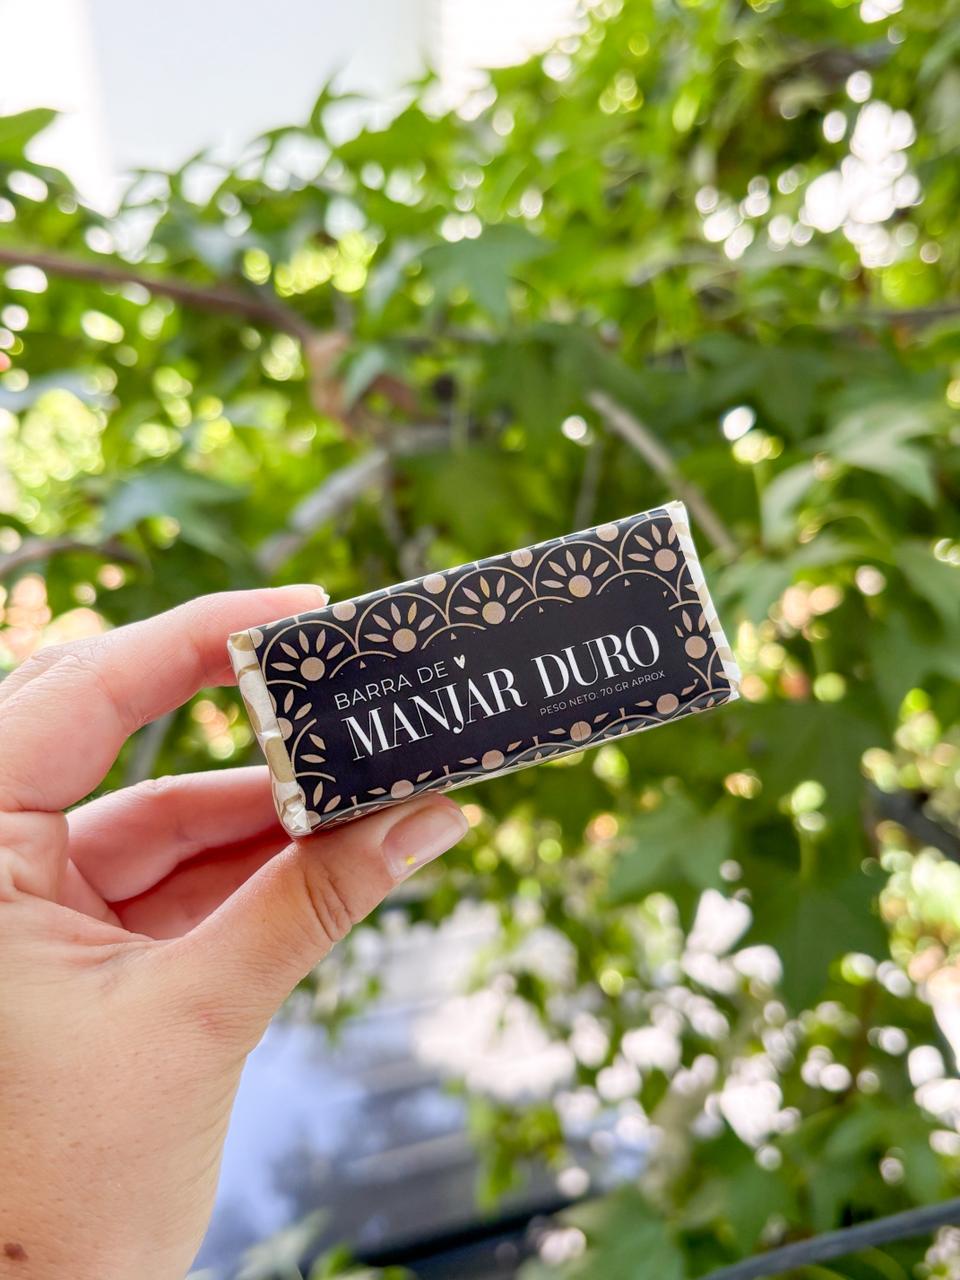 BARRA DE
MANJAR DURO
PESO NETO: 70 GR APROX